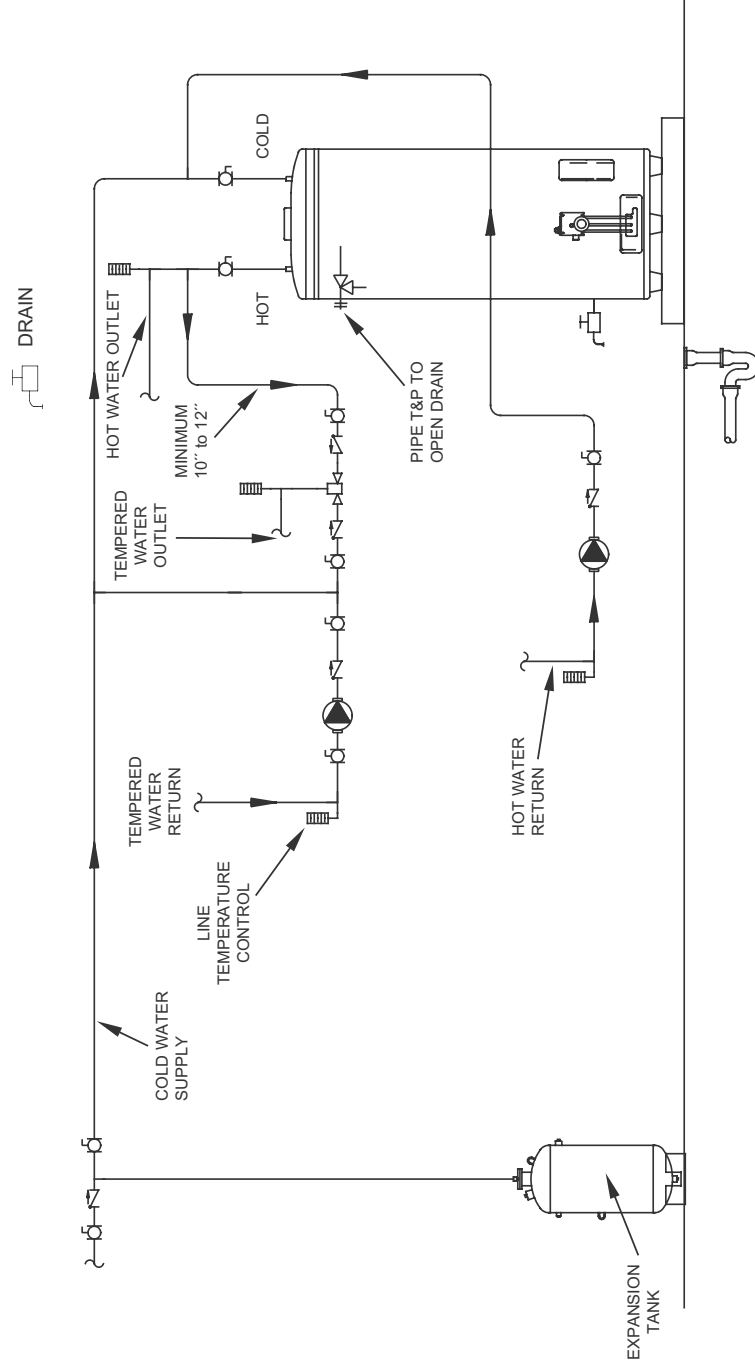 DRAIN
HOT WATER OUTLET
COLD
HOT
MINIMUM
10" to 12"
TEMPERED
WATER
OUTLET
PIPE T&P TO
OPEN DRAIN
TEMPERED
WATER
RETURN
HOT WATER
RETURN
LINE
TEMPERATURE
CONTROL
COLD WATER
SUPPLY
EXPANSION
TANK